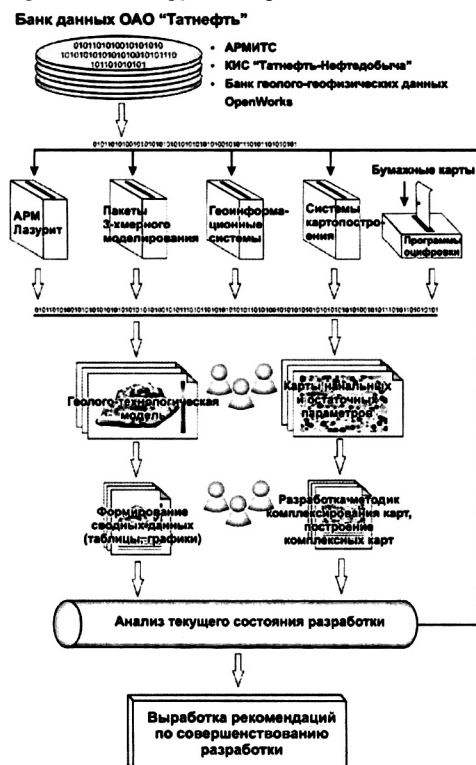 Банк данных ОАО “Татнефть”
0101101010010101010
1010101010101010010101110
101101010101
• АРМИТС
• КИС “Татнефть-Нефтедобыча”
• Банк геолого-геофизических данных
OpenWorks
Бумажные карты
АРМ
Лазурит
Пакеты
3-хмерного
моделирования
Геоинформа-
ционные
системы
Системы
картопостро-
ения
Программы
оцифровки
Геолого-технологическая
модель
Карты начальных
и остаточных
параметров
Формирование
сводных данных
(таблицы, графики)
Разработка методик
комплексирования карт,
построение
комплексных карт
Анализ текущего состояния разработки
Выработка рекомендаций
по совершенствованию
разработки